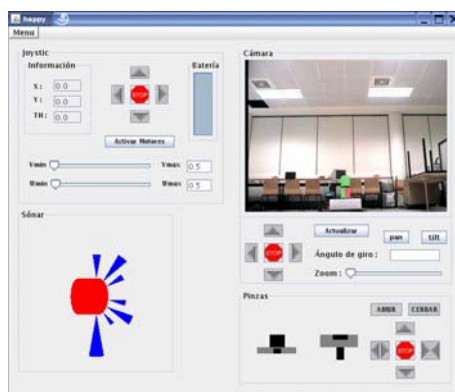 happy
Menu
Joystic
Información
X: 0.0
Y: 0.0
TH: 0.0
STOP
Batería
Activar Motores
Vmin Vmax 0.5
Wmin Wmax 0.5
Sónar
Cámara
STOP
Actualizar
pan
tilt
Ángulo de giro :
Zoom :
Pinzas
ABRIR
CERRAR
STOP